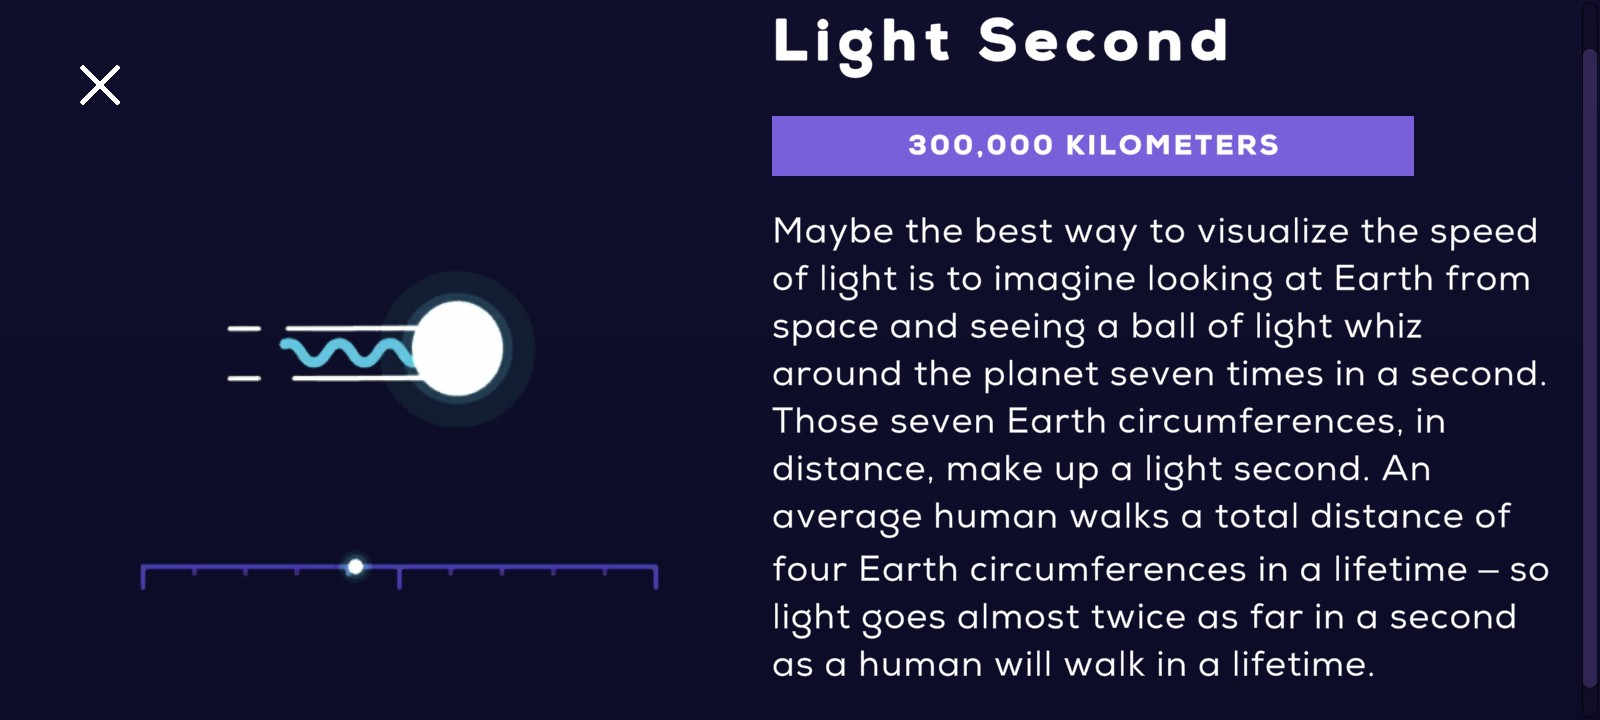 Light Second
300,000 KILOMETERS
Maybe the best way to visualize the speed
of light is to imagine looking at Earth from
space and seeing a ball of light whiz
around the planet seven times in a second.
Those seven Earth circumferences, in
distance, make up a light second. An
average human walks a total distance of
four Earth circumferences in a lifetime – so
light goes almost twice as far in a second
as a human will walk in a lifetime.